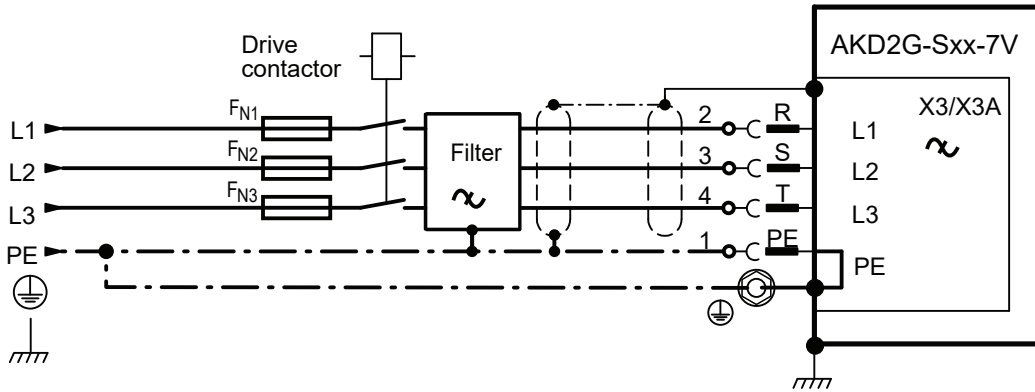 Drive
contactor
AKD2G-Sxx-7V
X3/X3A
L1
FN1
2
R
L1
L2
FN2
Filter
3
S
L2
L3
FN3
4
T
L3
PE
1
PE
PE